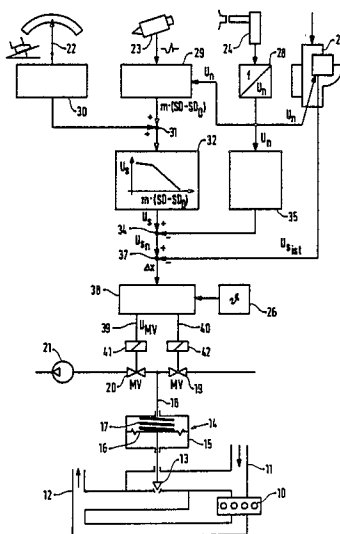 22
23
24
2
29
28
f
Un
Un
Un
30
m·(SD-SD0)
+
31
+
32
Us
m·(SD-SD0)
35
Us
+
34
-
Usn
+
37
-
Usist
Δx
38
26
39
UMV
40
41
42
21
20
MV
MV
19
18
17
14
16
15
13
11
12
10